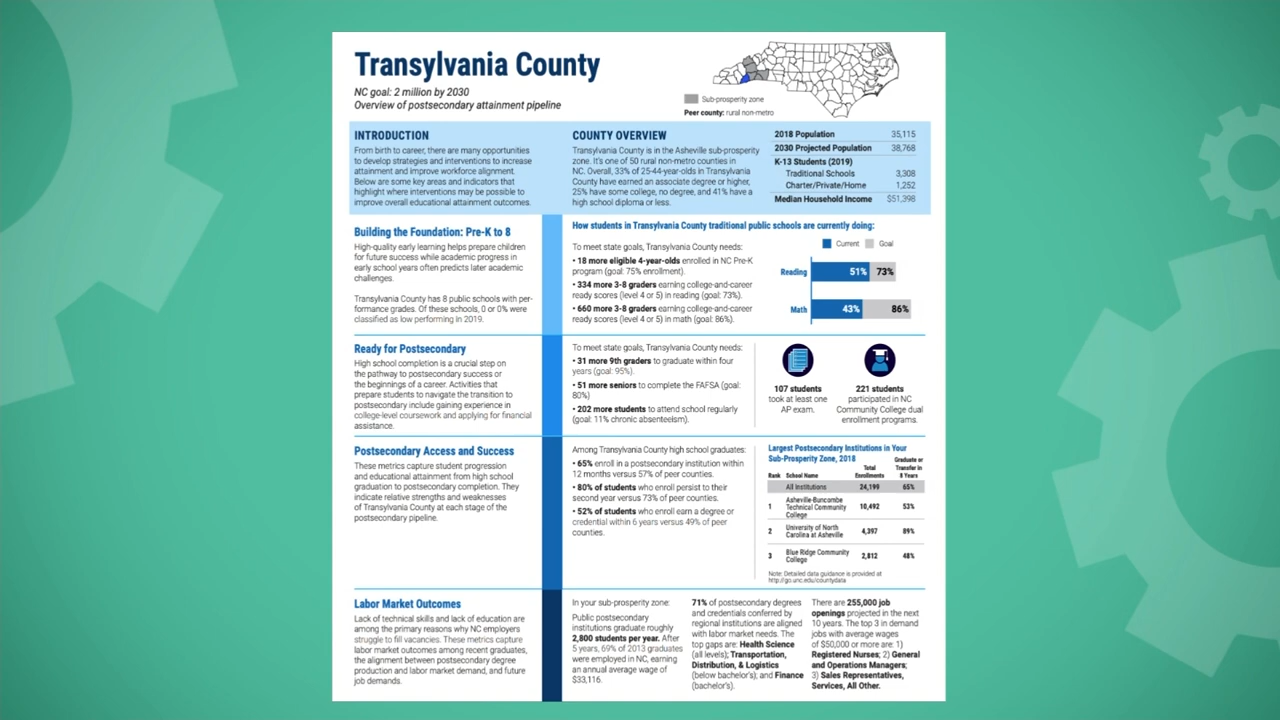 Transylvania County
NC goal: 2 million by 2030
Overview of postsecondary attainment pipeline
Sub-prosperity zone
Peer county: rural non-metro
INTRODUCTION
From birth to career, there are many opportunities
to develop strategies and interventions to increase
attainment and improve workforce alignment.
Below are some key areas and indicators that
highlight where interventions may be possible to
improve overall educational attainment outcomes.
COUNTY OVERVIEW
Transylvania County is in the Asheville sub-prosperity
zone. It's one of 50 rural non-metro counties in
NC. Overall, 33% of 25-44-year-olds in Transylvania
County have earned an associate degree or higher,
25% have some college, no degree, and 41% have a
high school diploma or less.
2018 Population 35,115
2030 Projected Population 38,768
K-13 Students (2019)
Traditional Schools 3,308
Charter/Private/Home 1,252
Median Household Income $51,398
Building the Foundation: Pre-K to 8
High-quality early learning helps prepare children
for future success while academic progress in
early school years often predicts later academic
challenges.
Transylvania County has 8 public schools with per-
formance grades. Of these schools, 0 or 0% were
classified as low performing in 2019.
How students in Transylvania County traditional public schools are currently doing:
To meet state goals, Transylvania County needs:
• 18 more eligible 4-year-olds enrolled in NC Pre-K
program (goal: 75% enrollment).
• 334 more 3-8 graders earning college-and-career
ready scores (level 4 or 5) in reading (goal: 73%).
• 660 more 3-8 graders earning college-and-career
ready scores (level 4 or 5) in math (goal: 86%).
Current Goal
Reading 51% 73%
Math 43% 86%
Ready for Postsecondary
High school completion is a crucial step on
the pathway to postsecondary success or
the beginnings of a career. Activities that
prepare students to navigate the transition to
postsecondary include gaining experience in
college-level coursework and applying for financial
assistance.
To meet state goals, Transylvania County needs:
• 31 more 9th graders to graduate within four
years (goal: 95%).
• 51 more seniors to complete the FAFSA (goal:
80%)
• 202 more students to attend school regularly
(goal: 11% chronic absenteeism).
107 students
took at least one
AP exam.
221 students
participated in NC
Community College dual
enrollment programs.
Postsecondary Access and Success
These metrics capture student progression
and educational attainment from high school
graduation to postsecondary completion. They
indicate relative strengths and weaknesses
of Transylvania County at each stage of the
postsecondary pipeline.
Among Transylvania County high school graduates:
• 65% enroll in a postsecondary institution within
12 months versus 57% of peer counties.
• 80% of students who enroll persist to their
second year versus 73% of peer counties.
• 52% of students who enroll earn a degree or
credential within 6 years versus 49% of peer
counties.
Largest Postsecondary Institutions in Your
Sub-Prosperity Zone, 2018
Rank School Name Total Enrollments Graduate or Transfer in 8 Years
All Institutions 24,199 65%
1 Asheville-Buncombe Technical Community College 10,492 53%
2 University of North Carolina at Asheville 4,397 89%
3 Blue Ridge Community College 2,812 48%
Note: Detailed data guidance is provided at
http://go.unc.edu/countydata
Labor Market Outcomes
Lack of technical skills and lack of education are
among the primary reasons why NC employers
struggle to fill vacancies. These metrics capture
labor market outcomes among recent graduates,
the alignment between postsecondary degree
production and labor market demand, and future
job demands.
In your sub-prosperity zone:
Public postsecondary
institutions graduate roughly
2,800 students per year. After
5 years, 69% of 2013 graduates
were employed in NC, earning
an annual average wage of
$33,116.
71% of postsecondary degrees
and credentials conferred by
regional institutions are aligned
with labor market needs. The
top gaps are: Health Science
(all levels); Transportation,
Distribution, & Logistics
(below bachelor's); and Finance
(bachelor's).
There are 255,000 job
openings projected in the next
10 years. The top 3 in demand
jobs with average wages
of $50,000 or more are: 1)
Registered Nurses; 2) General
and Operations Managers;
3) Sales Representatives,
Services, All Other.